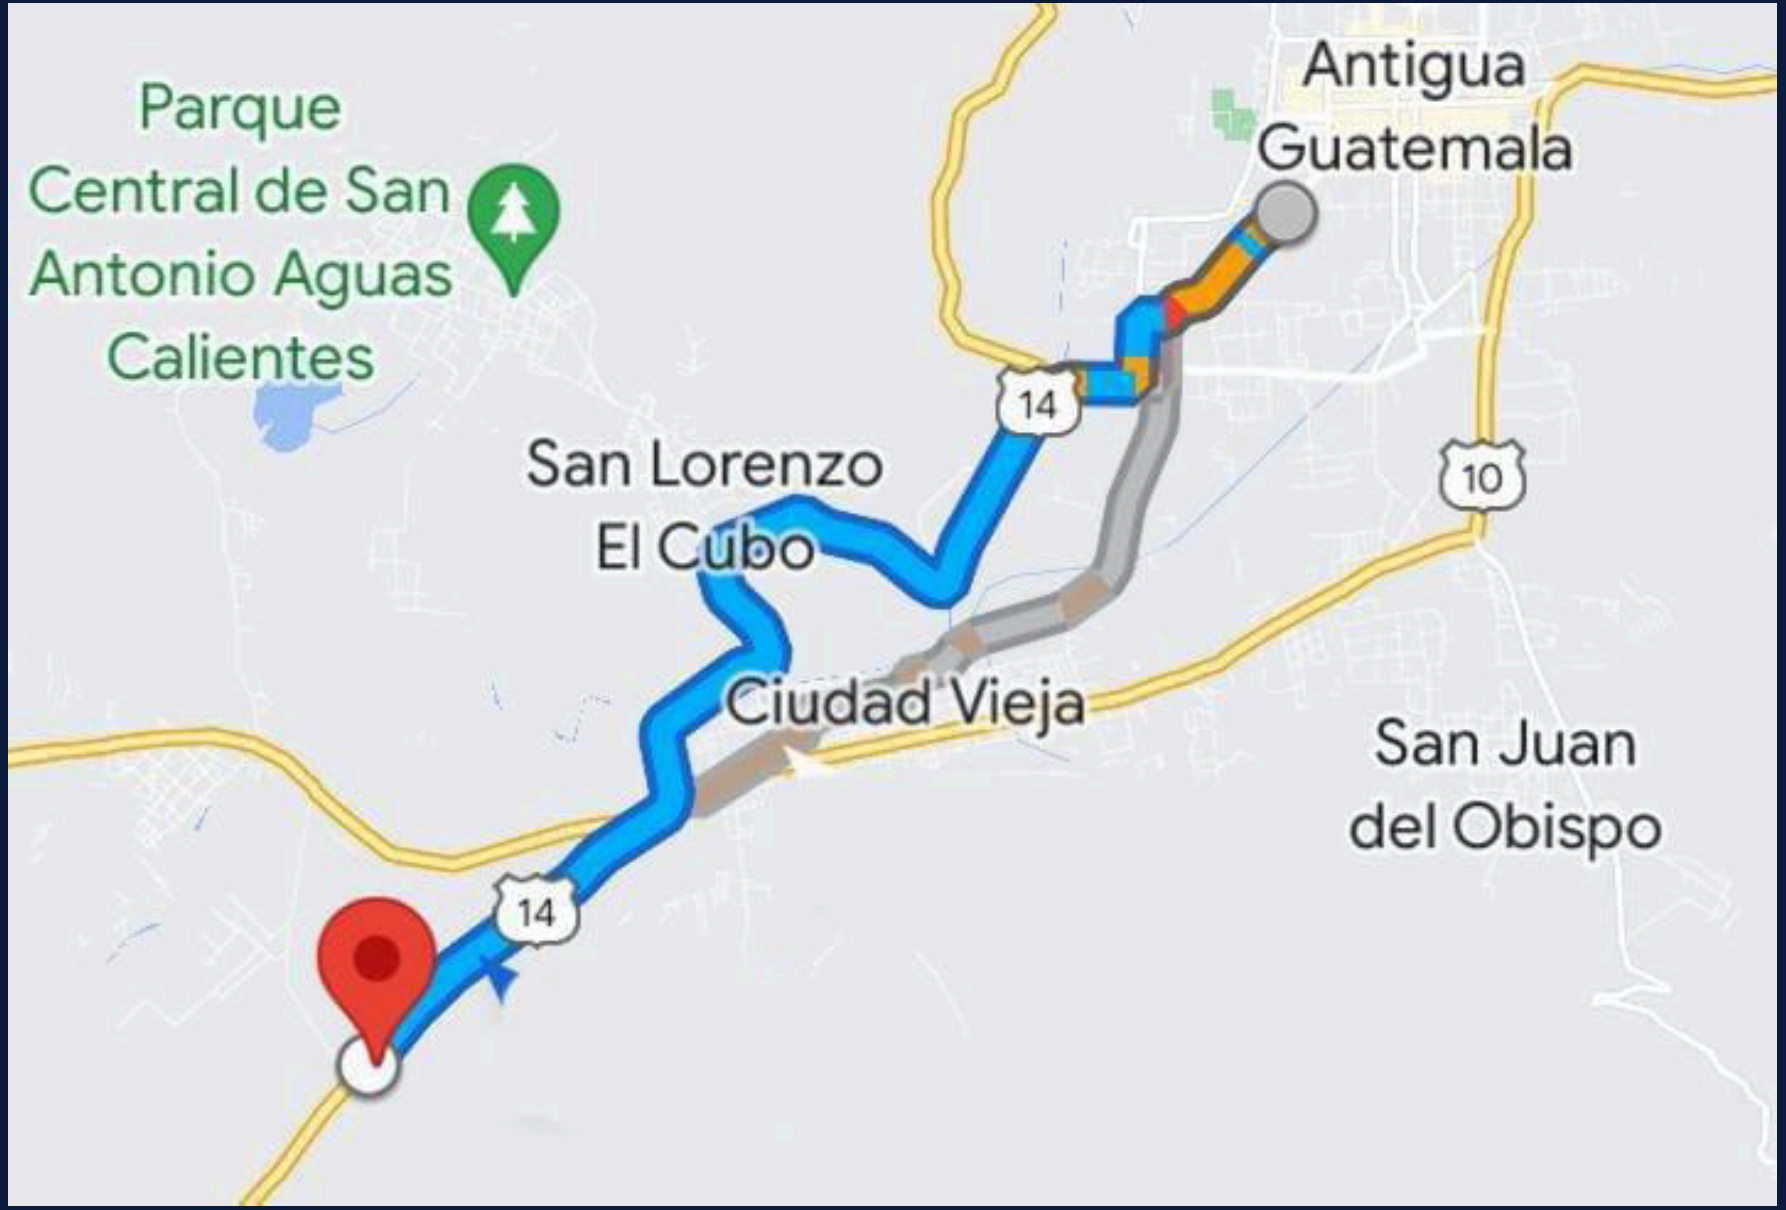 Antigua
Guatemala
Parque
Central de San
Antonio Aguas
Calientes
14
San Lorenzo
El Cubo
10
Ciudad Vieja
San Juan
del Obispo
14